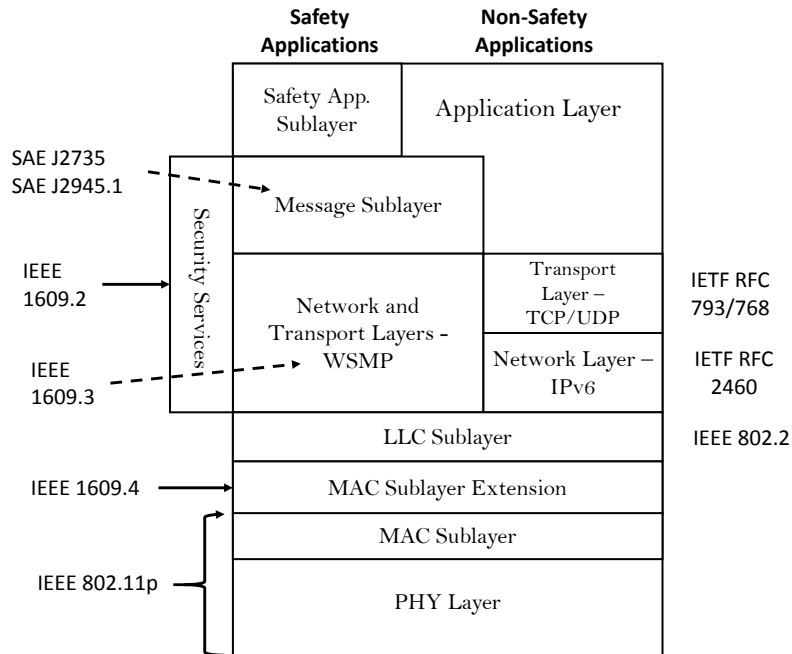 Safety
Applications
Non-Safety
Applications
Safety App.
Sublayer
Application Layer
SAE J2735
SAE J2945.1
Message Sublayer
Security Services
IEEE
1609.2
Network and
Transport Layers -
WSMP
Transport
Layer –
TCP/UDP
IETF RFC
793/768
IEEE
1609.3
Network Layer –
IPv6
IETF RFC
2460
LLC Sublayer
IEEE 802.2
IEEE 1609.4
MAC Sublayer Extension
MAC Sublayer
IEEE 802.11p
PHY Layer